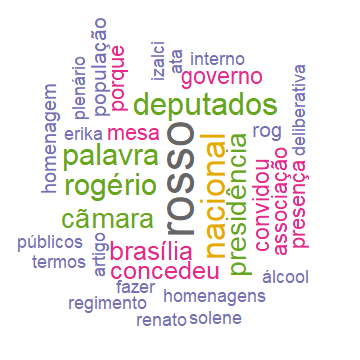 izalci
ata
interno
população
porque
plenário
governo
homenagem
deputados
deliberativa
erika
mesa
rosso
nacional
rog
palavra
presidência
convidou
associação
presença
rogério
cãmara
públicos
artigo
brasília
termos
concedeu
álcool
fazer
regimento
homenagens
renato
solene